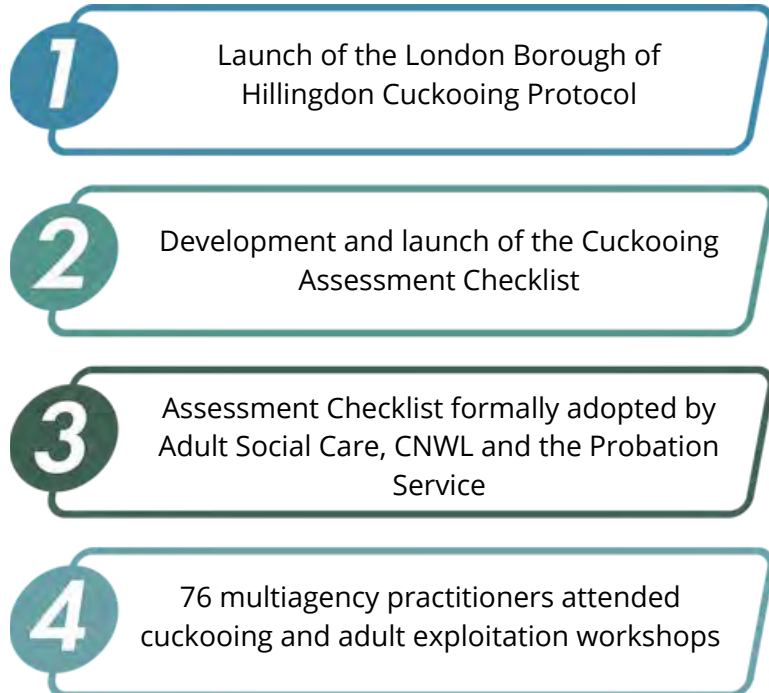 1
Launch of the London Borough of
Hillingdon Cuckooing Protocol
2
Development and launch of the Cuckooing
Assessment Checklist
3
Assessment Checklist formally adopted by
Adult Social Care, CNWL and the Probation
Service
4
76 multiagency practitioners attended
cuckooing and adult exploitation workshops